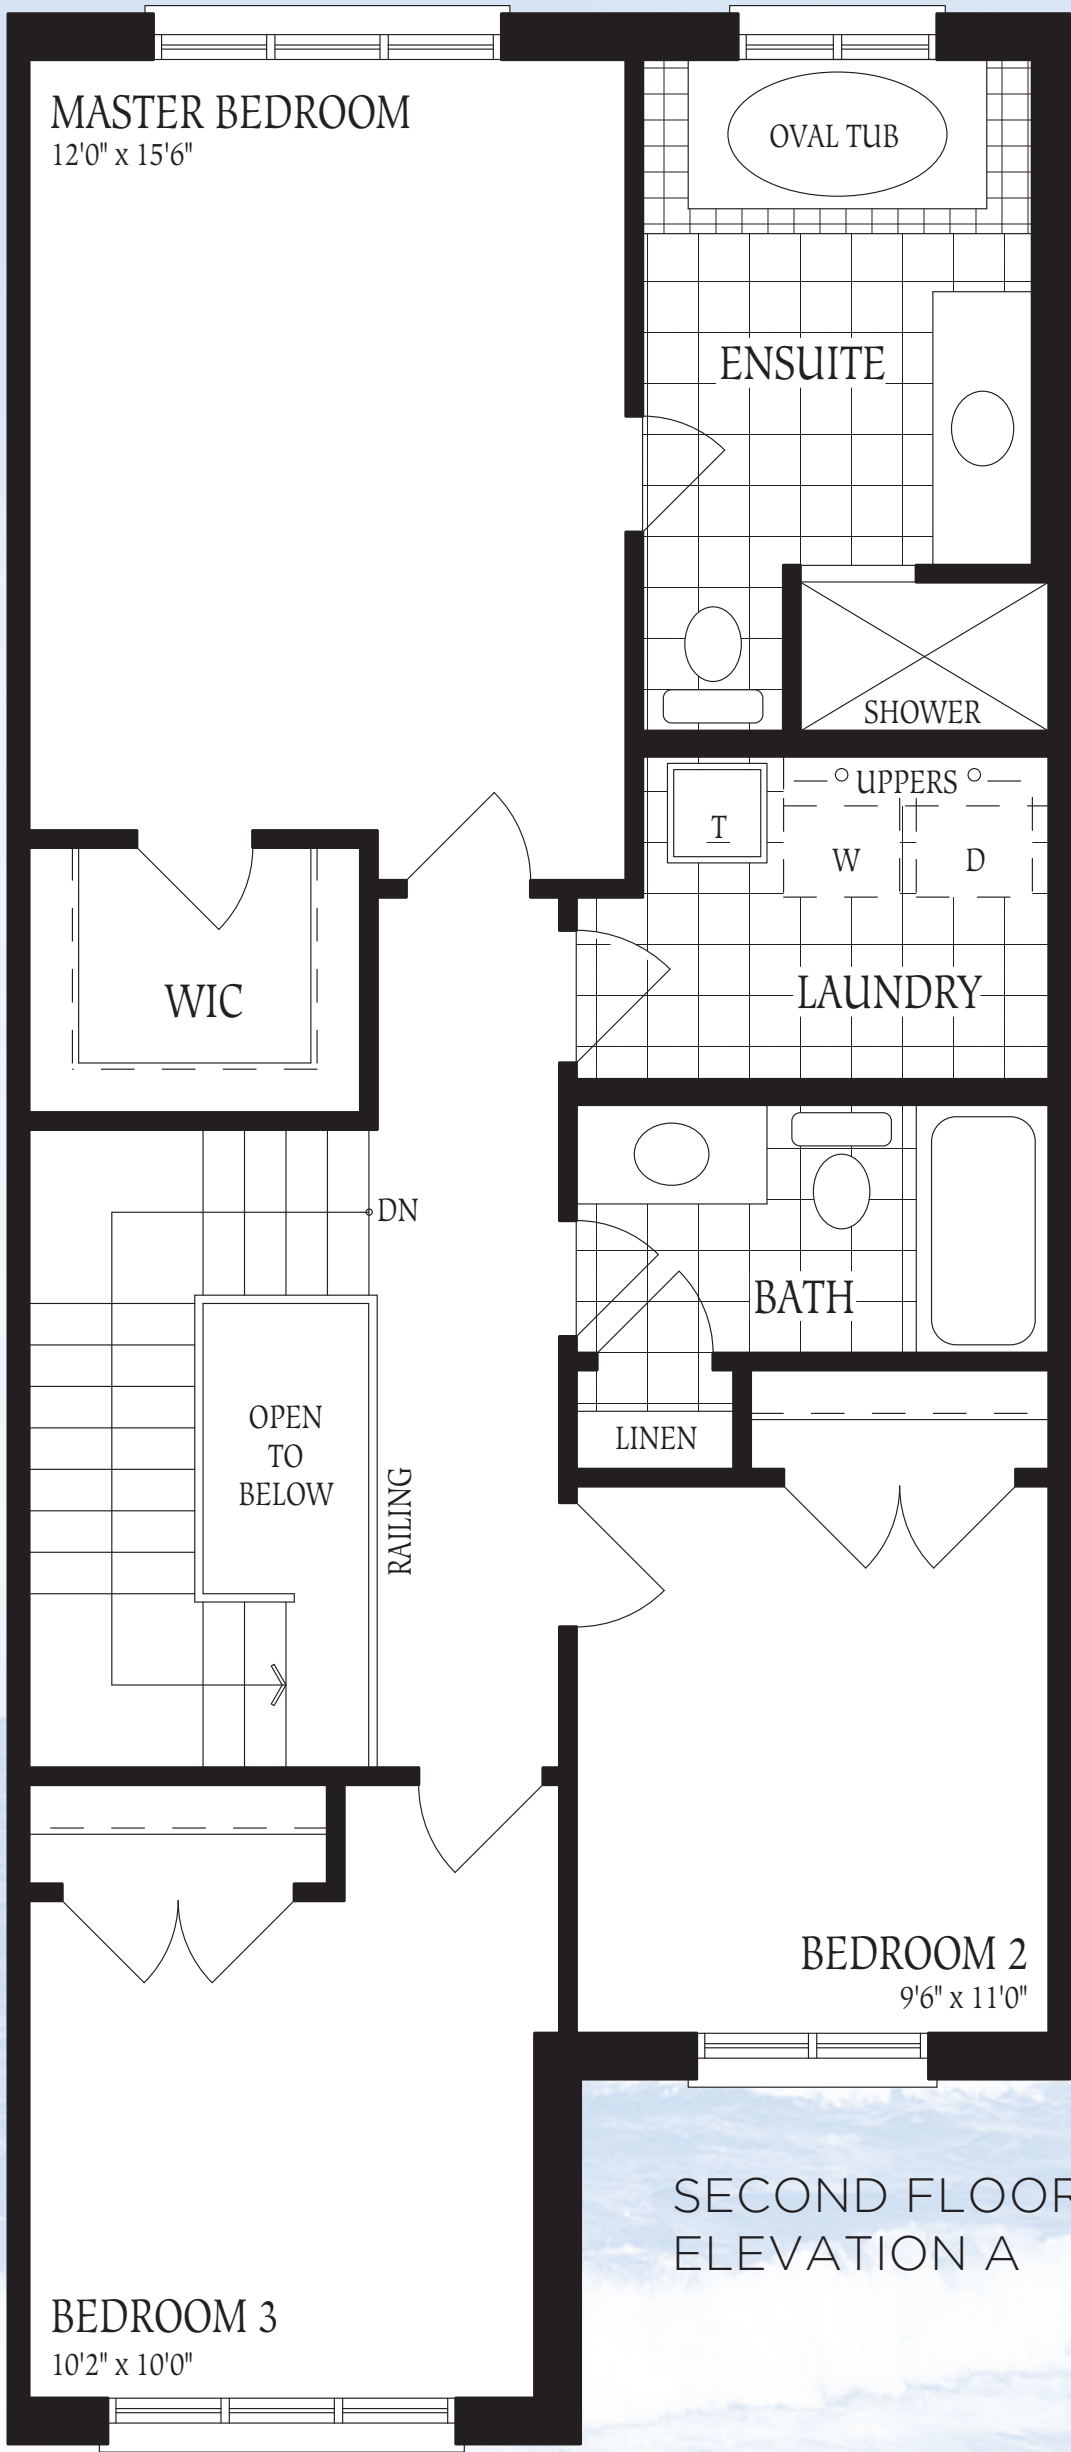 MASTER BEDROOM
12'0" x 15'6"
OVAL TUB
ENSUITE
SHOWER
UPPERS
T
W
D
LAUNDRY
WIC
DN
BATH
OPEN
TO
BELOW
RAILING
LINEN
BEDROOM 2
9'6" x 11'0"
SECOND FLOOR
ELEVATION A
BEDROOM 3
10'2" x 10'0"